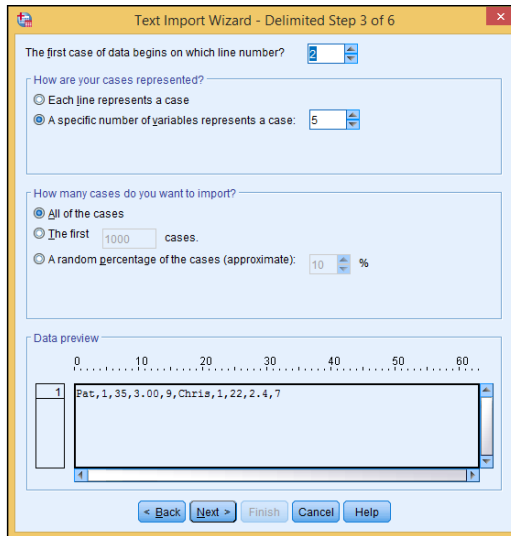 Text Import Wizard - Delimited Step 3 of 6
The first case of data begins on which line number? 2
How are your cases represented?
Each line represents a case
A specific number of variables represents a case: 5
How many cases do you want to import?
All of the cases
The first 1000 cases.
A random percentage of the cases (approximate): 10 %
Data preview
0 10 20 30 40 50 60
1 Pat,1,35,3.00,9,Chris,1,22,2.4,7
< Back Next > Finish Cancel Help